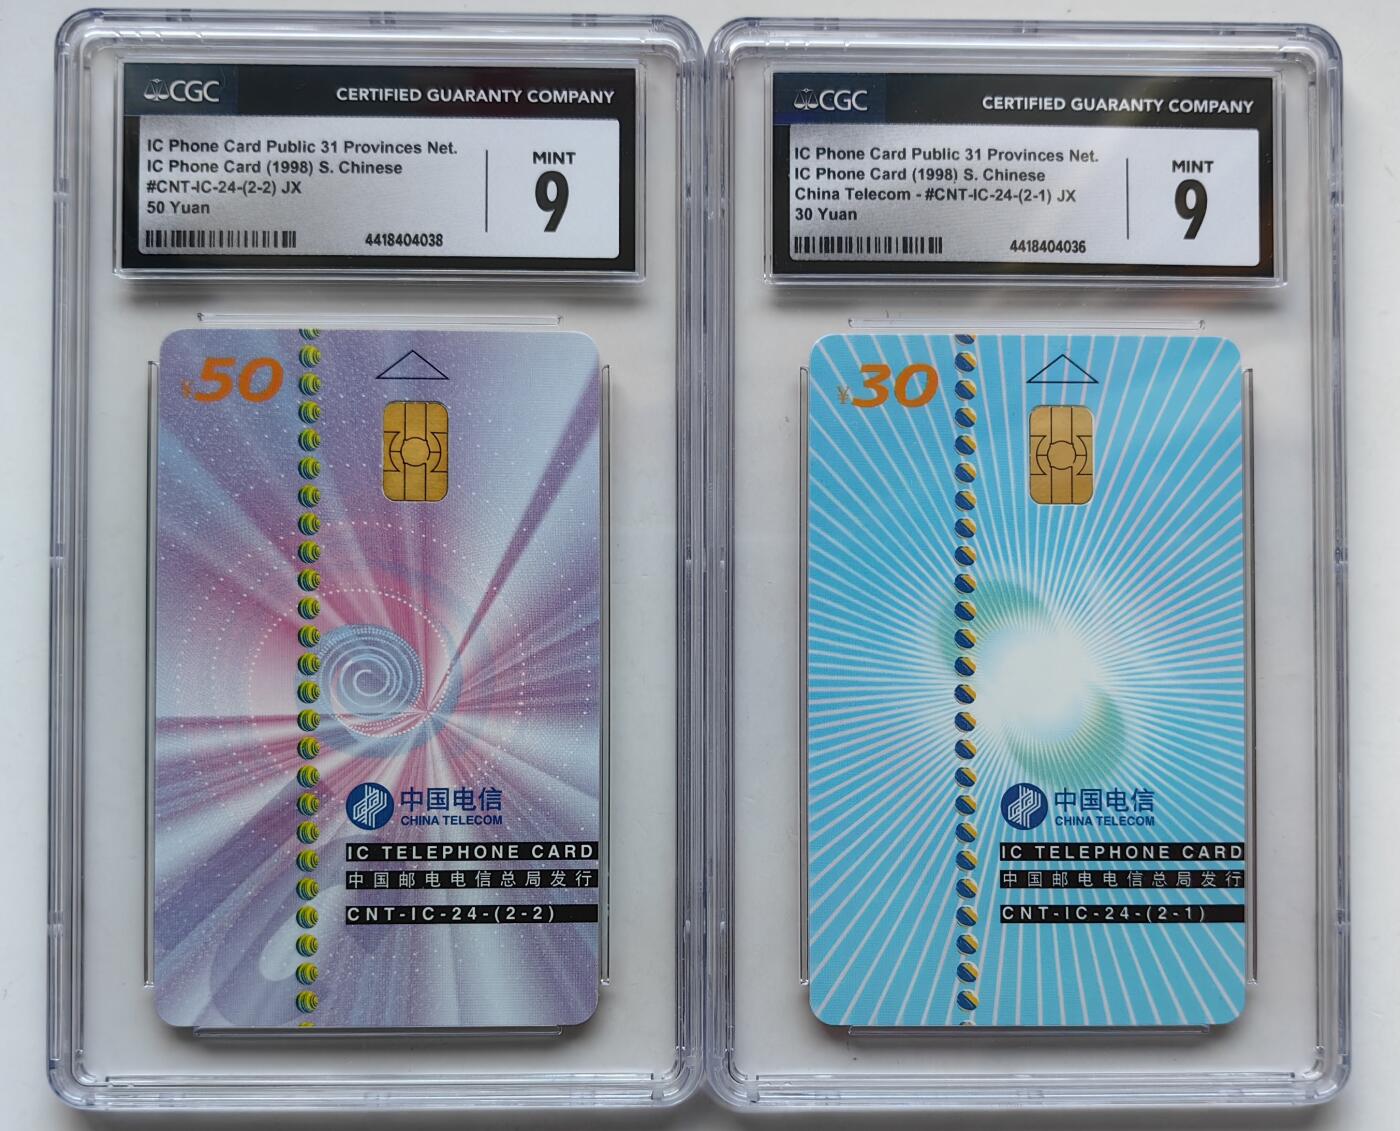 CGC
CERTIFIED GUARANTY COMPANY
IC Phone Card Public 31 Provinces Net.
IC Phone Card (1998) S. Chinese
#CNT-IC-24-(2-2) JX
50 Yuan
4418404038
MINT
9
¥50
中国电信
CHINA TELECOM
IC TELEPHONE CARD
中国邮电电信总局发行
CNT-IC-24-(2-2)
CGC
CERTIFIED GUARANTY COMPANY
IC Phone Card Public 31 Provinces Net.
IC Phone Card (1998) S. Chinese
China Telecom - #CNT-IC-24-(2-1) JX
30 Yuan
4418404036
MINT
9
¥30
中国电信
CHINA TELECOM
IC TELEPHONE CARD
中国邮电电信总局发行
CNT-IC-24-(2-1)